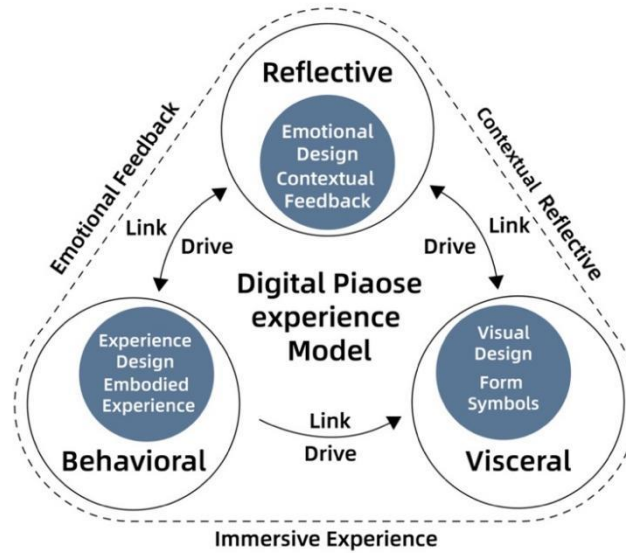 Reflective
Emotional
Design
Contextual
Feedback
Emotional Feedback
Contextual Reflective
Link
Drive
Link
Drive
Digital Piaose
experience
Model
Experience
Design
Embodied
Experience
Behavioral
Visual
Design
Form
Symbols
Visceral
Link
Drive
Immersive Experience